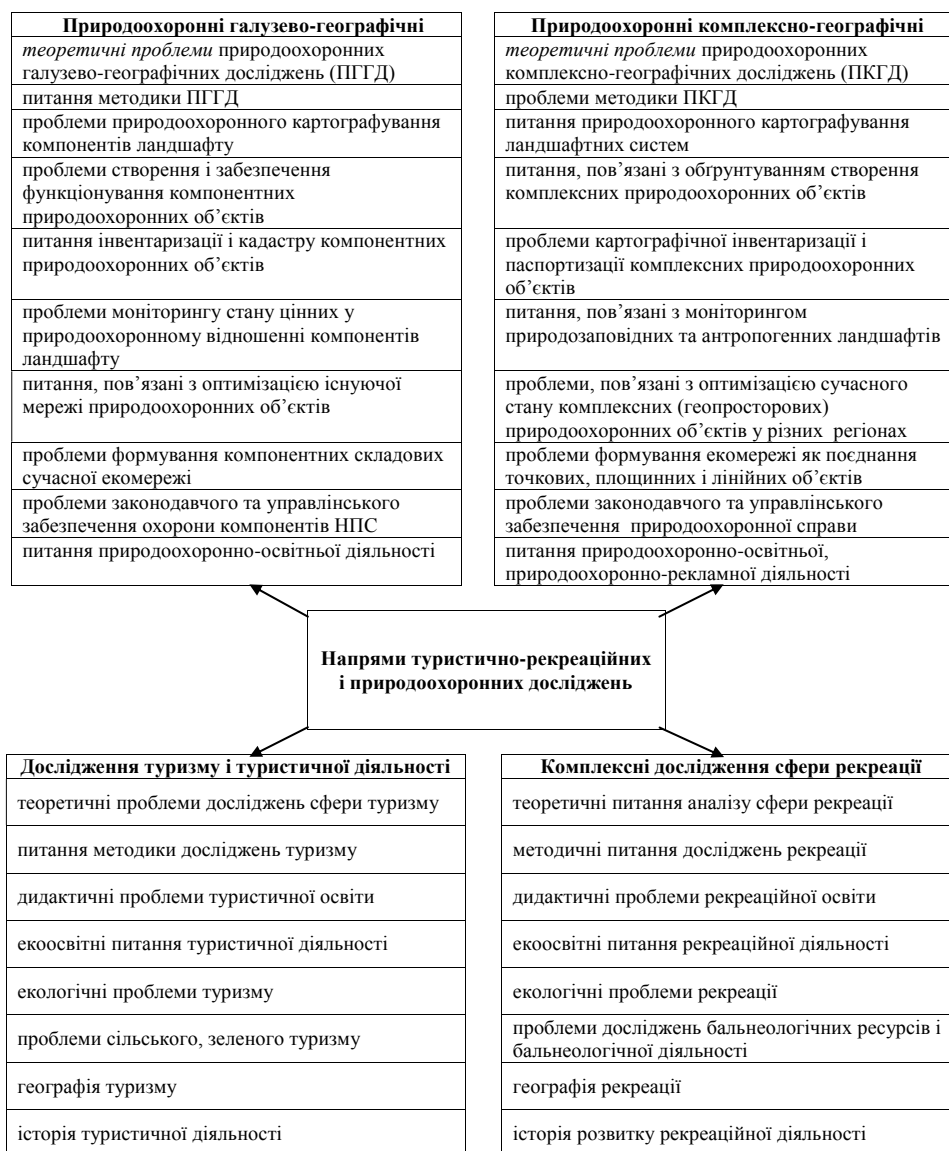 Природоохоронні галузево-географічні
теоретичні проблеми природоохоронних
галузево-географічних досліджень (ПГГД)
питання методики ПГГД
проблеми природоохоронного картографування
компонентів ландшафту
проблеми створення і забезпечення
функціонування компонентних
природоохоронних об’єктів
питання інвентаризації і кадастру компонентних
природоохоронних об’єктів
проблеми моніторингу стану цінних у
природоохоронному відношенні компонентів
ландшафту
питання, пов’язані з оптимізацією існуючої
мережі природоохоронних об’єктів
проблеми формування компонентних складових
сучасної екомережі
проблеми законодавчого та управлінського
забезпечення охорони компонентів НПС
питання природоохоронно-освітньої діяльності
Природоохоронні комплексно-географічні
теоретичні проблеми природоохоронних
комплексно-географічних досліджень (ПКГД)
проблеми методики ПКГД
питання природоохоронного картографування
ландшафтних систем
питання, пов’язані з обґрунтуванням створення
комплексних природоохоронних об’єктів
проблеми картографічної інвентаризації і
паспортизації комплексних природоохоронних
об’єктів
питання, пов’язані з моніторингом
природозаповідних та антропогенних ландшафтів
проблеми, пов’язані з оптимізацією сучасного
стану комплексних (геопросторових)
природоохоронних об’єктів у різних регіонах
проблеми формування екомережі як поєднання
точкових, площинних і лінійних об’єктів
проблеми законодавчого та управлінського
забезпечення природоохоронної справи
питання природоохоронно-освітньої,
природоохоронно-рекламної діяльності
Напрями туристично-рекреаційних
і природоохоронних досліджень
Дослідження туризму і туристичної діяльності
теоретичні проблеми досліджень сфери туризму
питання методики досліджень туризму
дидактичні проблеми туристичної освіти
екоосвітні питання туристичної діяльності
екологічні проблеми туризму
проблеми сільського, зеленого туризму
географія туризму
історія туристичної діяльності
Комплексні дослідження сфери рекреації
теоретичні питання аналізу сфери рекреації
методичні питання досліджень рекреації
дидактичні проблеми рекреаційної освіти
екоосвітні питання рекреаційної діяльності
екологічні проблеми рекреації
проблеми досліджень бальнеологічних ресурсів і
бальнеологічної діяльності
географія рекреації
історія розвитку рекреаційної діяльності